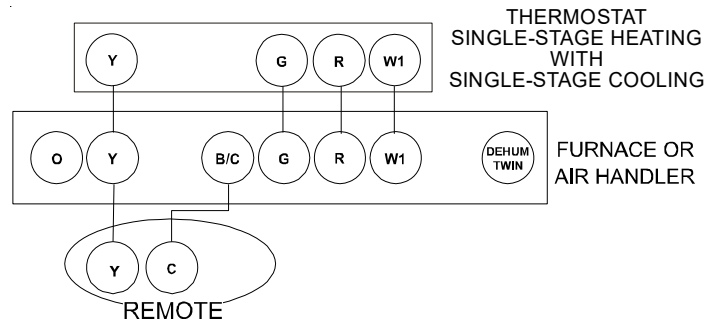 THERMOSTAT
SINGLE-STAGE HEATING
WITH
SINGLE-STAGE COOLING
Y G R W1
O Y B/C G R W1 DEHUM
TWIN
FURNACE OR
AIR HANDLER
Y C
REMOTE